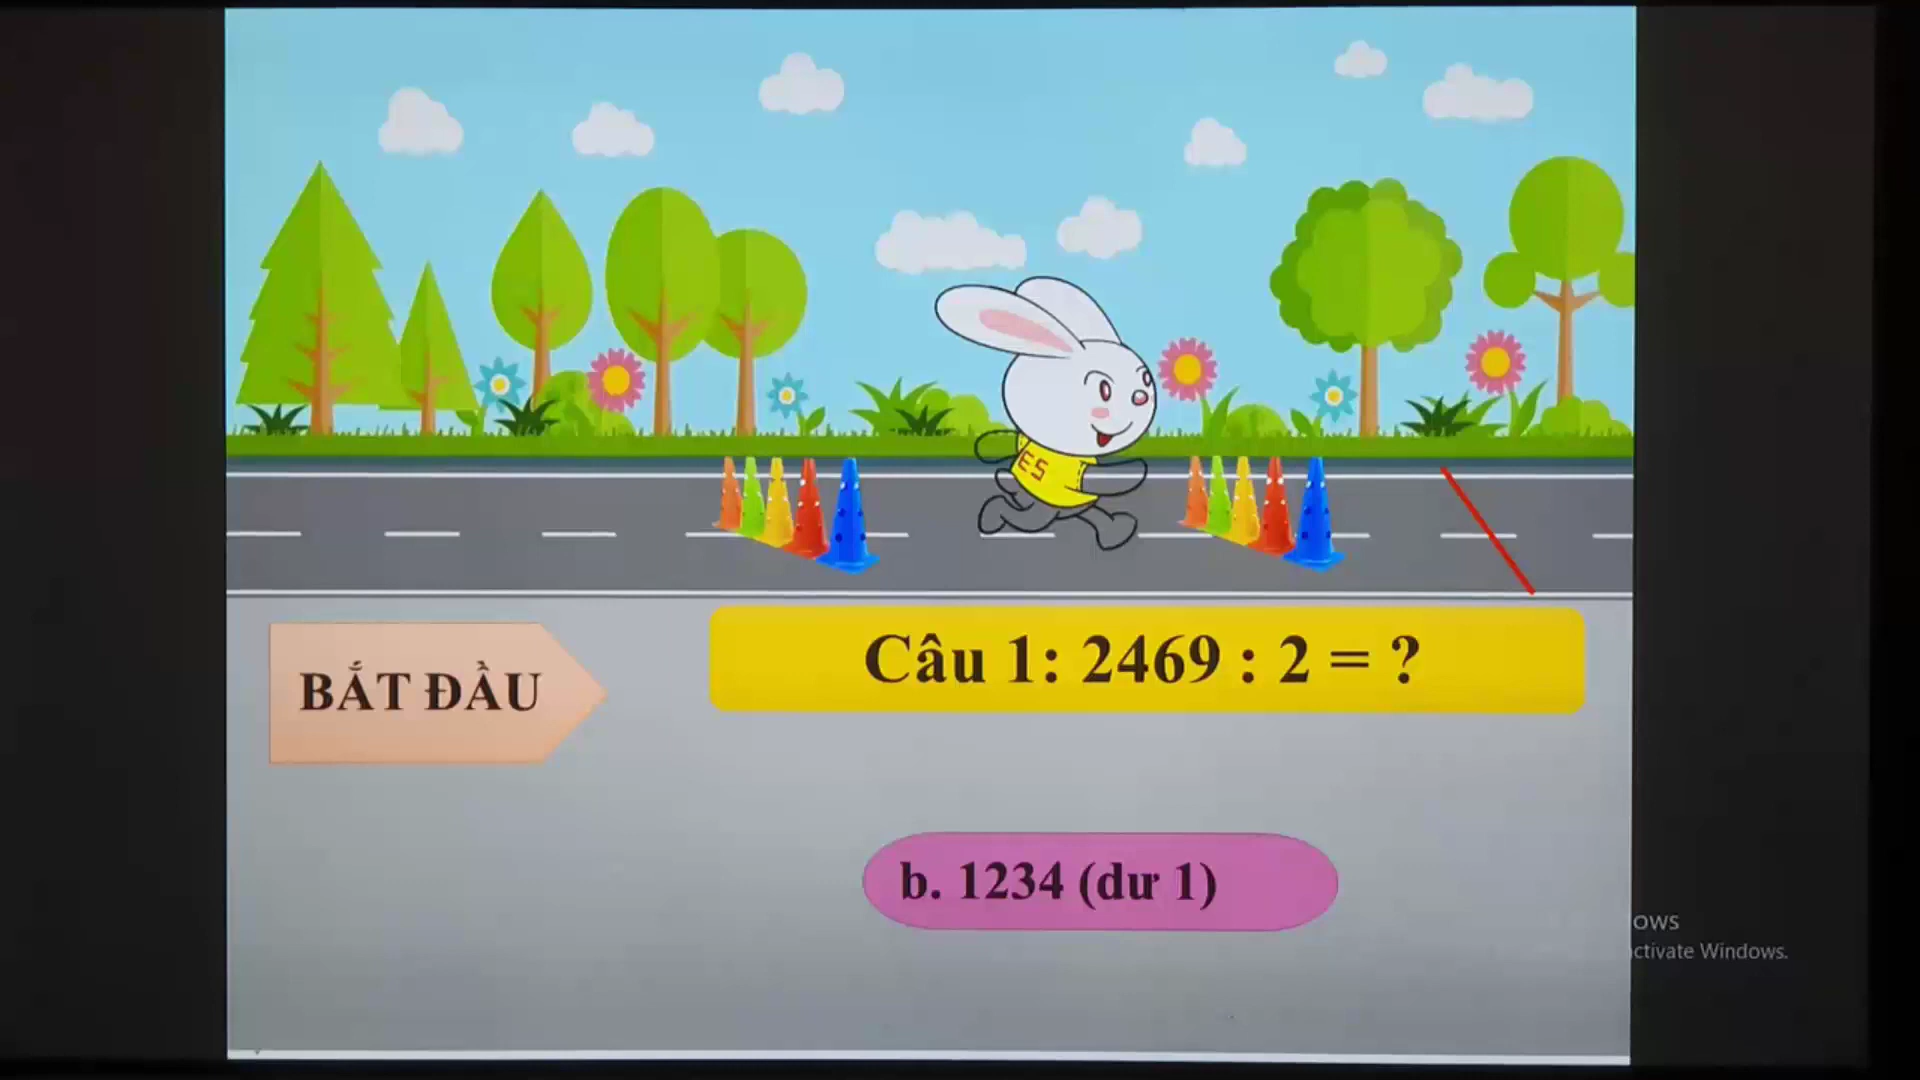 ES
BẮT ĐẦU
Câu 1: 2469 : 2 = ?
b. 1234 (dư 1)
ows
ctivate Windows.